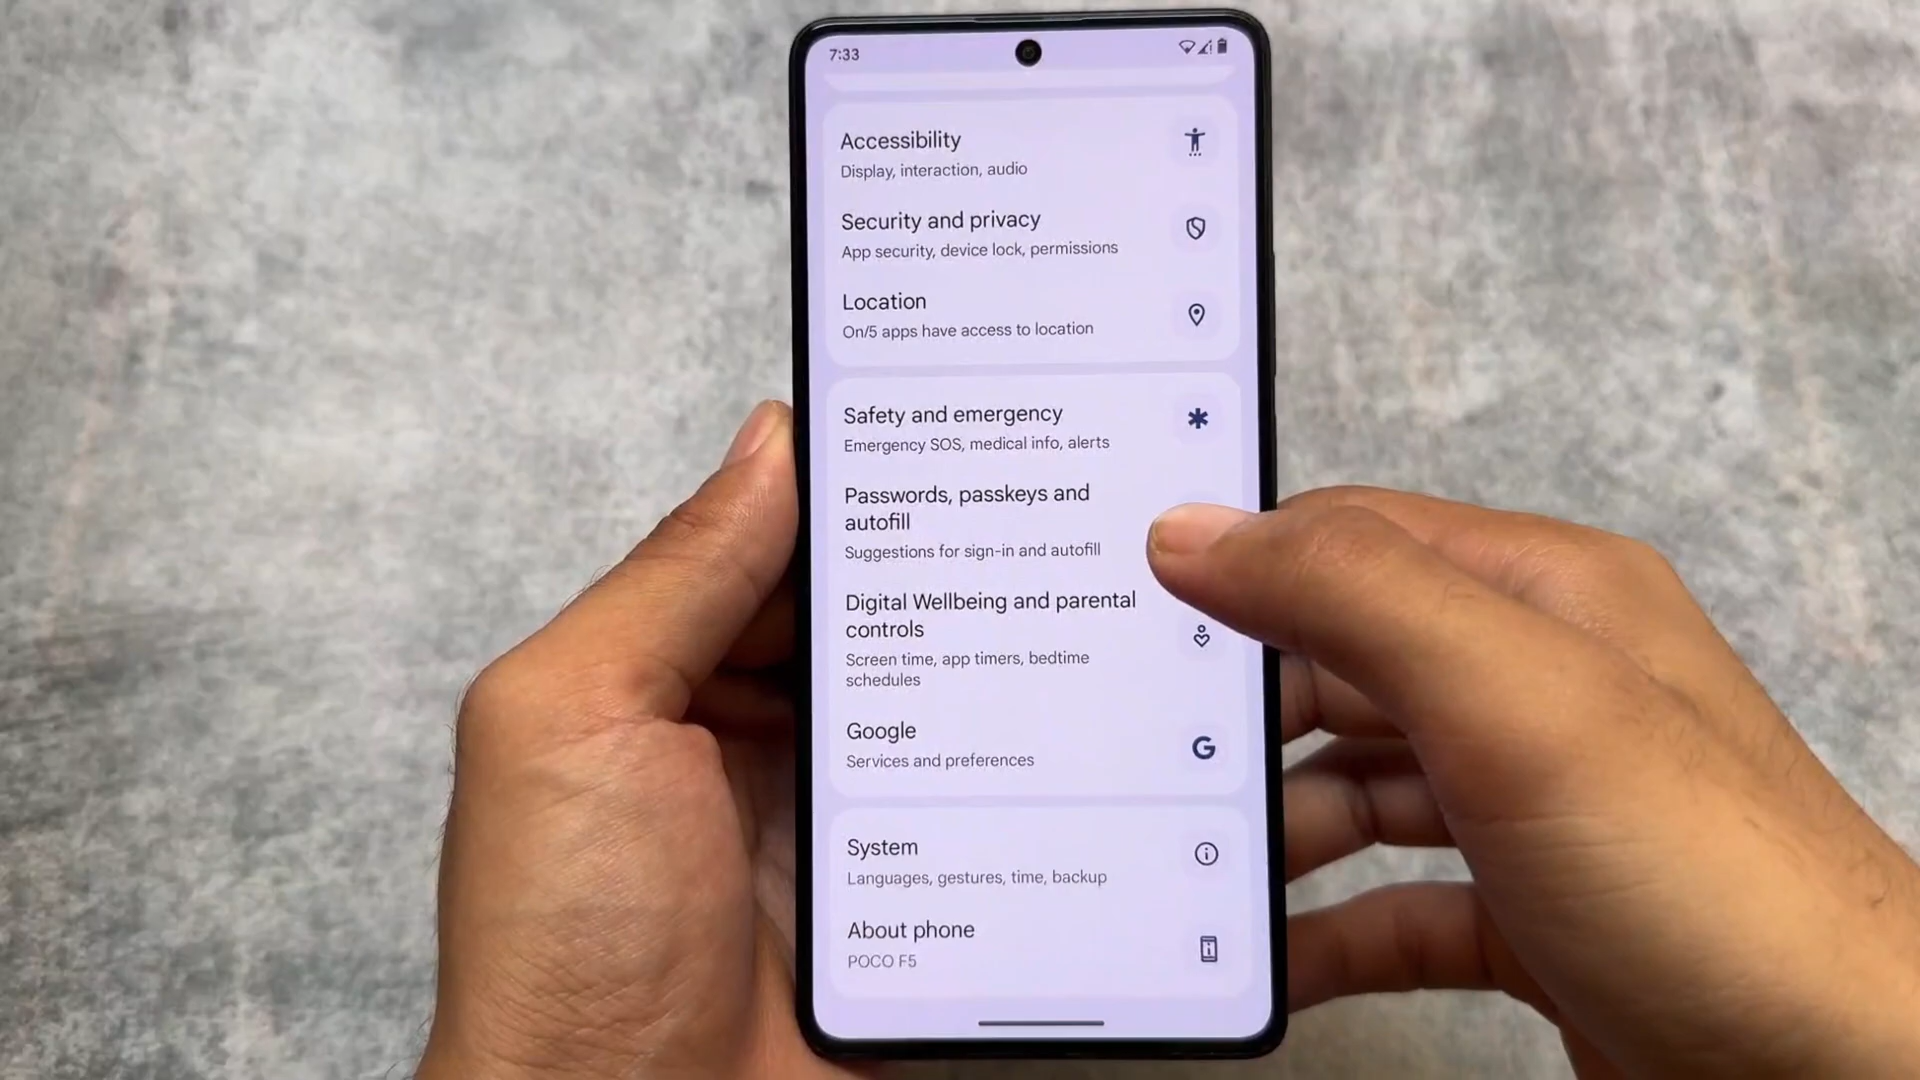 7:33
Accessibility
Display, interaction, audio
Security and privacy
App security, device lock, permissions
Location
On/5 apps have access to location
Safety and emergency
Emergency SOS, medical info, alerts
Passwords, passkeys and
autofill
Suggestions for sign-in and autofill
Digital Wellbeing and parental
controls
Screen time, app timers, bedtime
schedules
Google
G
Services and preferences
System
Languages, gestures, time, backup
About phone
POCO F5